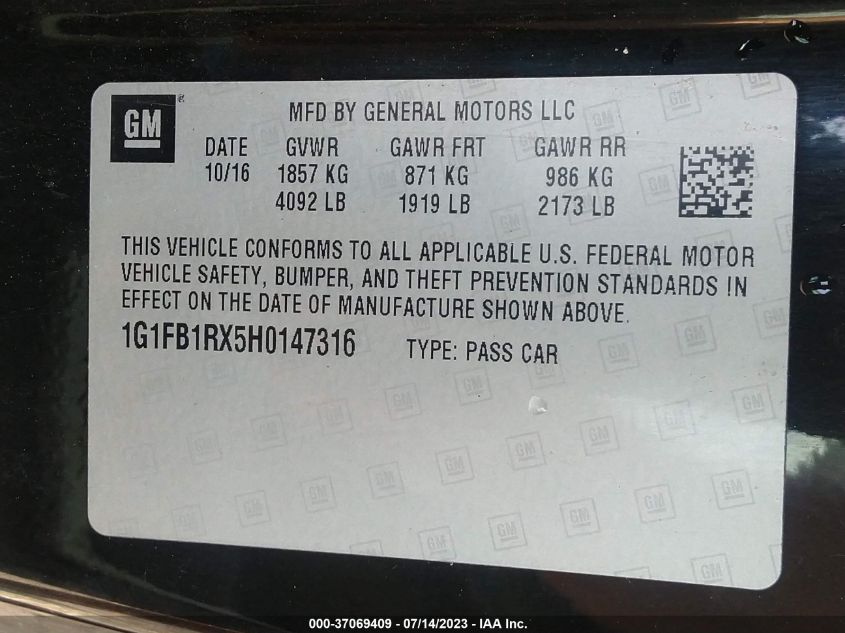 GM ®
MFD BY GENERAL MOTORS LLC
DATE GVWR GAWR FRT GAWR RR
10/16 1857 KG 871 KG 986 KG
4092 LB 1919 LB 2173 LB
THIS VEHICLE CONFORMS TO ALL APPLICABLE U.S. FEDERAL MOTOR
VEHICLE SAFETY, BUMPER, AND THEFT PREVENTION STANDARDS IN
EFFECT ON THE DATE OF MANUFACTURE SHOWN ABOVE.
1G1FB1RX5H0147316 TYPE: PASS CAR
000-37069409 - 07/14/2023 - IAA Inc.